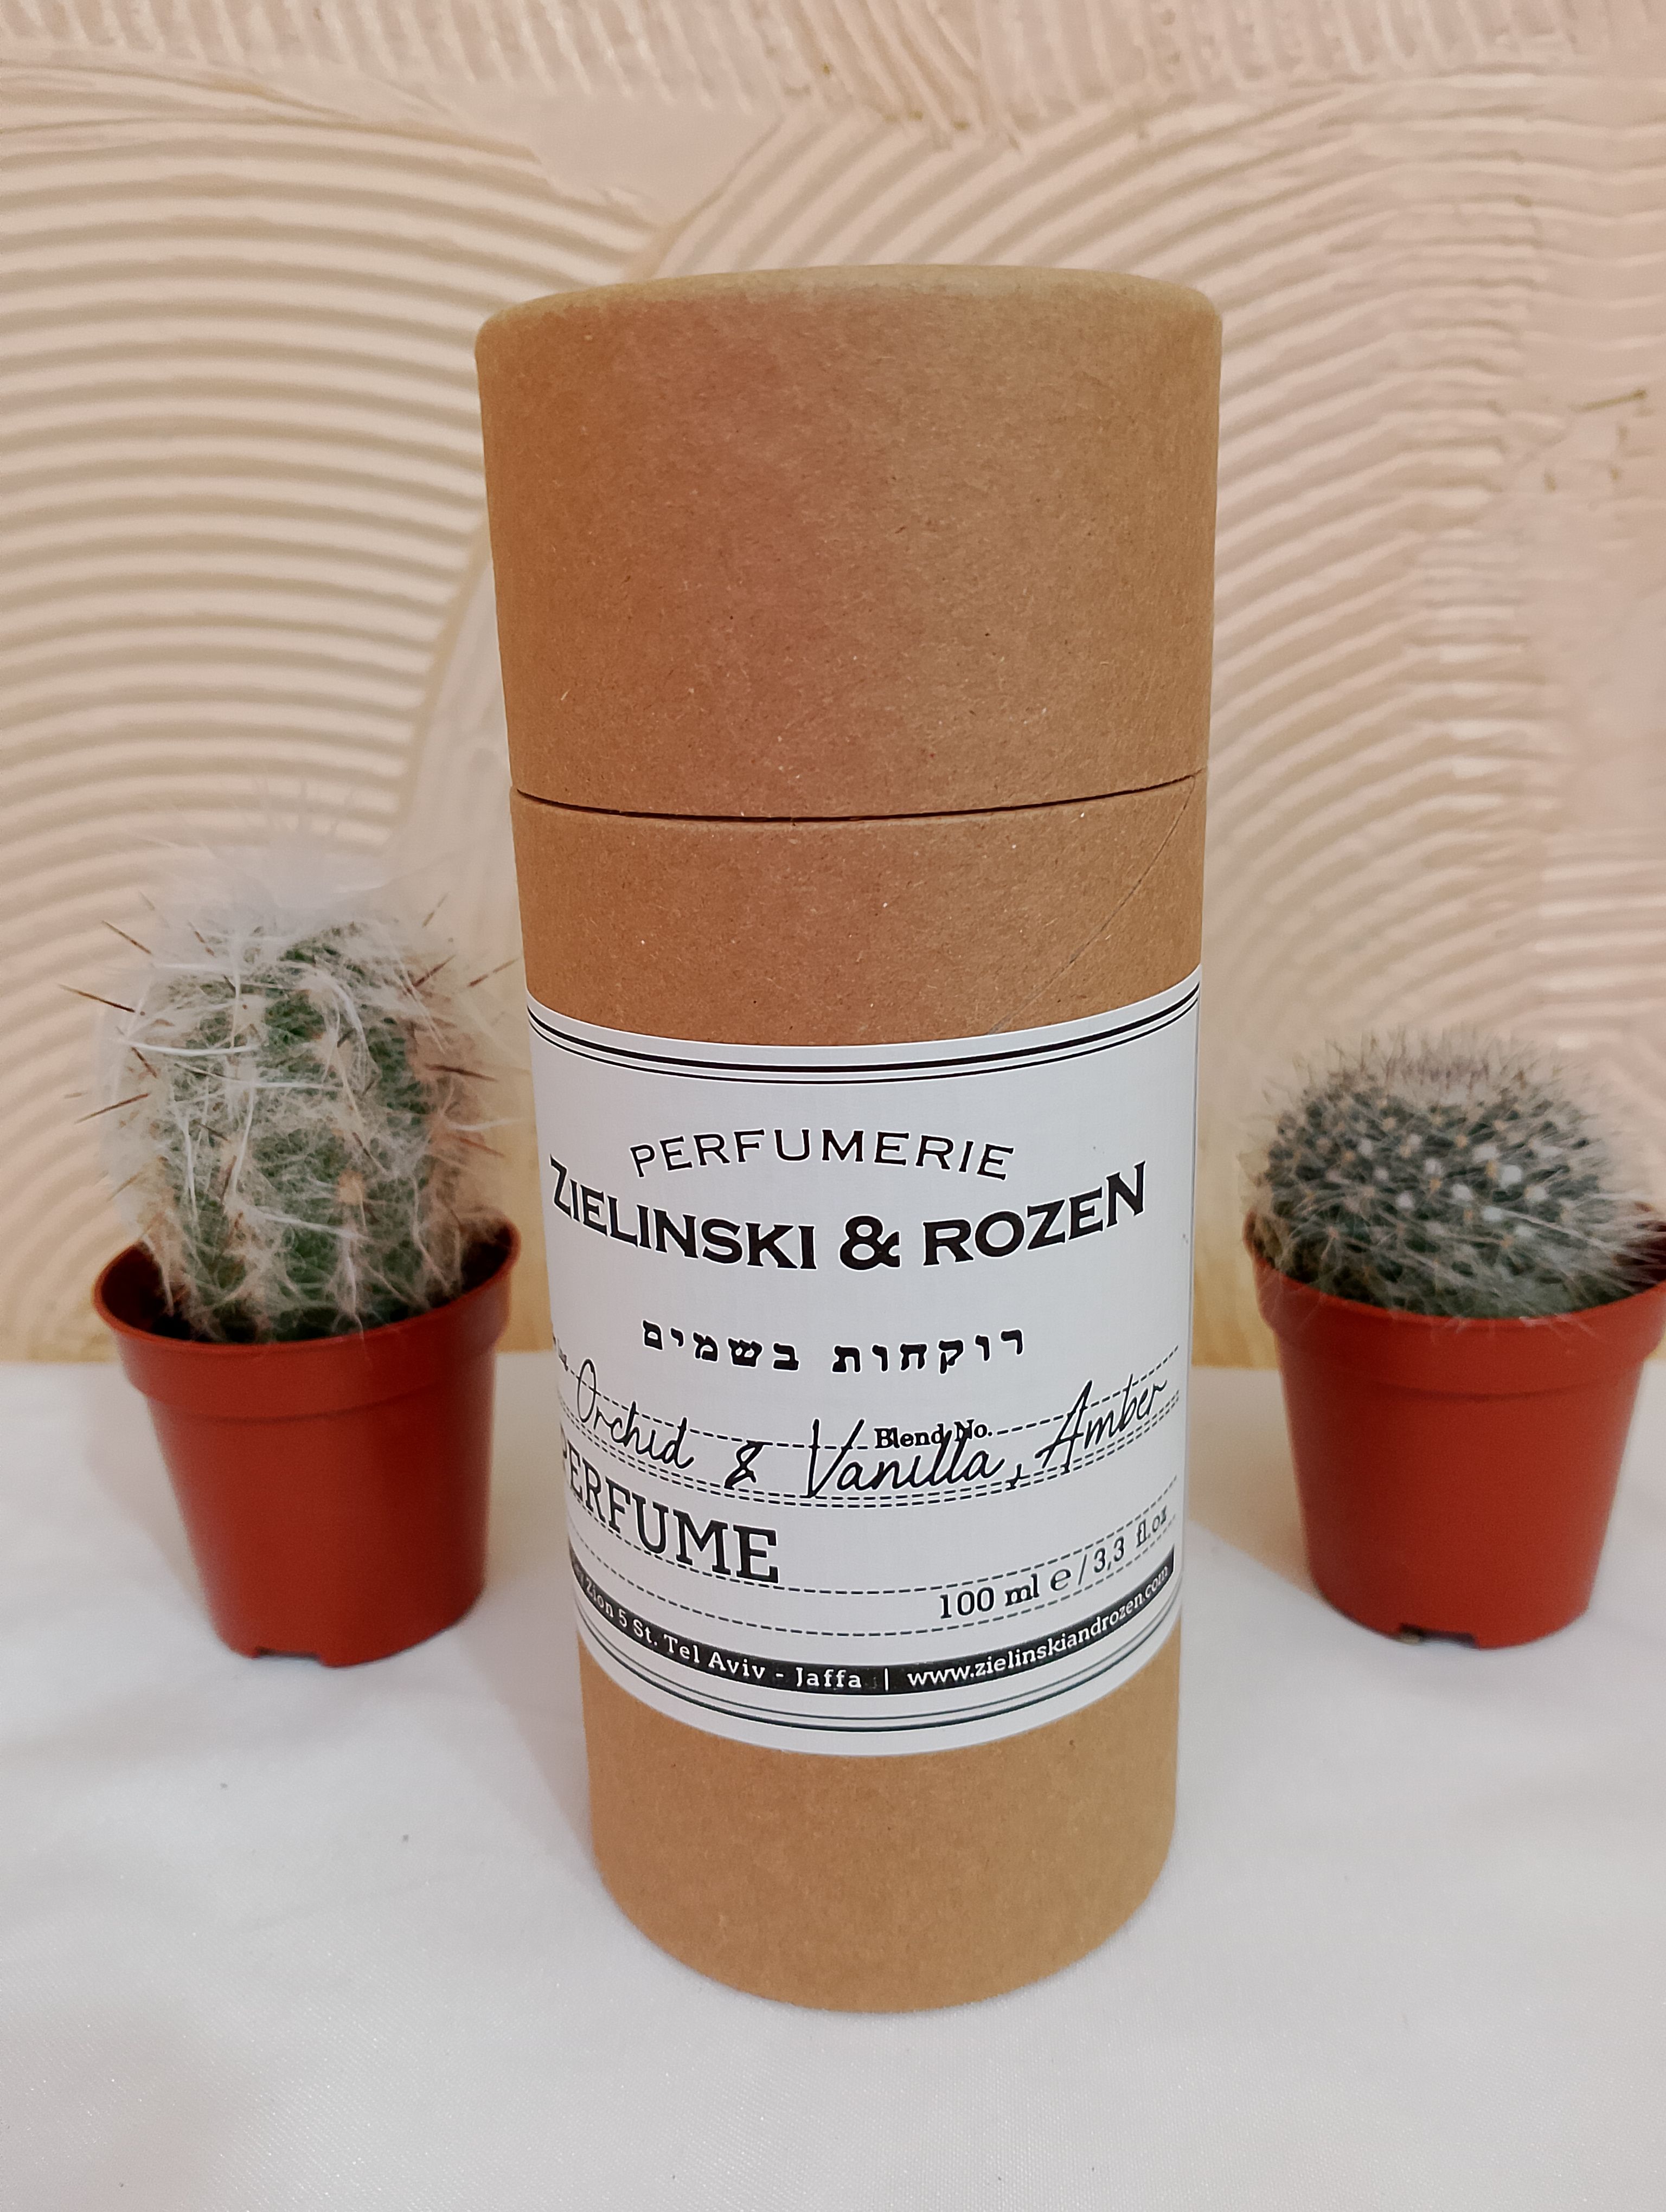 PERFUMERIE
ZIELINSKI & ROZEN
רוקחות בשמים
Blend No.
Orchid & Vanilla, Amber
PERFUME
100 ml ℮ / 3,3 fl.oz
Zion 5 St. Tel Aviv - Jaffa | www.zielinskiandrozen.com